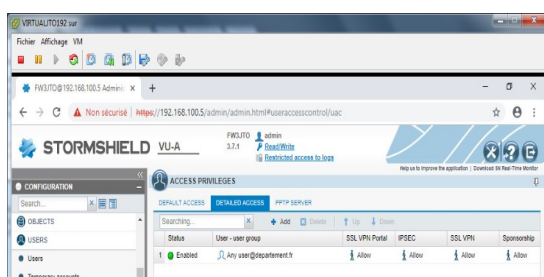 VIRTUALITO192 sur
Fichier Affichage VM
FW3JTO@192.168.100.5 Admini
Non sécurisé https://192.168.100.5/admin/admin.html#useraccesscontrol/uac
STORMSHIELD VU-A
FW3JTO admin
3.7.1 Read/Write
Restricted access to logs
Help us to improve the application Download SN Real-Time Monitor
CONFIGURATION
ACCESS PRIVILEGES
Search...
DEFAULT ACCESS DETAILED ACCESS PPTP SERVER
OBJECTS
Searching... Add Delete Up Down
USERS
Status User - user group SSL VPN Portal IPSEC SSL VPN Sponsorship
Users
1 Enabled Any user@departement.fr Allow Allow Allow Allow
Temporary accounts